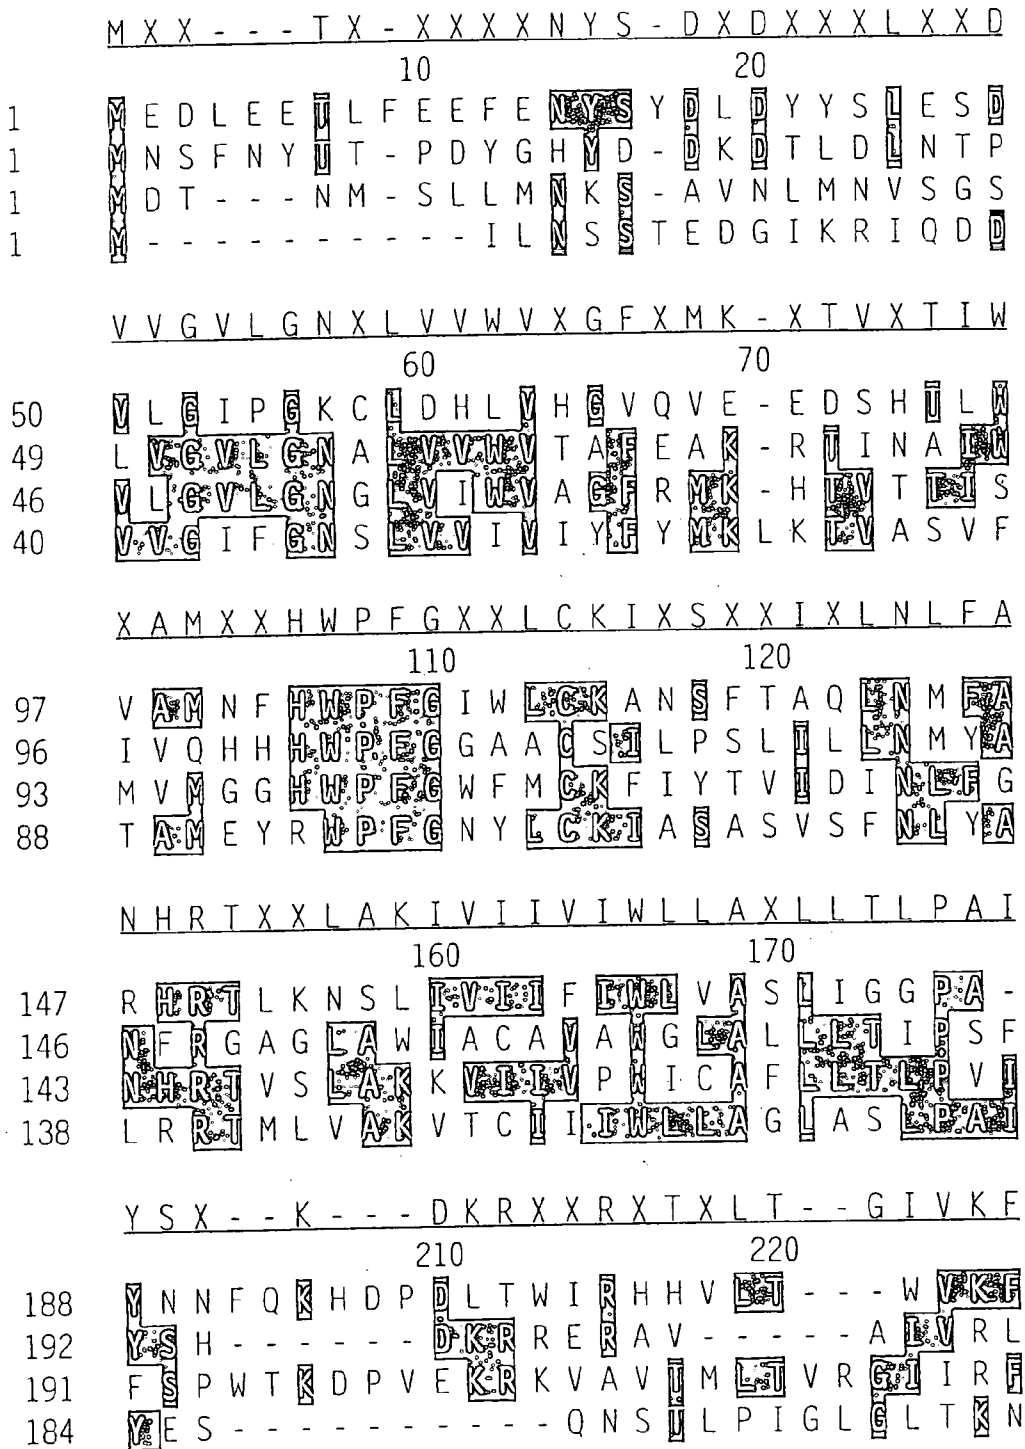 M X X - - - T X - X X X X N Y S - D X D X X X L X X D
10 20
1 M E D L E E T L F E E F E N Y S Y D L D Y Y S L E S D
1 M N S F N Y T T - P D Y G H Y D - D K D T L D L N T P
1 M D T - - - N M - S L L M N K S - A V N L M N V S G S
1 M - - - - - - - - - - I L N S S T E D G I K R I Q D D
V V G V L G N X L V V W V X G F X M K - X T V X T I W
60 70
50 V L G I P G K C L D H L V H G V Q V E - E D S H T L W
49 L V G V L G N A L V V W V T A F E A K - R T I N A I W
46 V L G V L G N G L V I W V A G F R M K - H T V T T I S
40 V V G I F G N S L V V I V I Y F Y M K L K T V A S V F
X A M X X H W P F G X X L C K I X S X X I X L N L F A
110 120
97 V A M N F H W P F G I W L C K A N S F T A Q L N M F A
96 I V Q H H H W P F G G A A C S I L P S L I L L N M Y A
93 M V M G G H W P F G W F M C K F I Y T V I D I N L F G
88 T A M E Y R W P F G N Y L C K I A S A S V S F N L Y A
N H R T X X L A K I V I I V I W L L A X L L T L P A I
160 170
147 R H R T L K N S L I V I I F I W L V A S L I G G P A -
146 N F R G A G L A W I A C A V A W G L A L L L T I P S F
143 N H R T V S L A K K V I I V P W I C A F L L T L P V I
138 L R R T M L V A K V T C I I I W L L A G L A S L P A I
Y S X - - K - - - D K R X X R X T X L T - - G I V K F
210 220
188 Y N N F Q K H D P D L T W I R H H V L T - - - W V K F
192 Y S H - - - - - - D K R R E R A V - - - - - A I V R L
191 F S P W T K D P V E K R K V A V T M L T V R G I I R F
184 Y E S - - - - - - - - - Q N S T L P I G L G L T K N